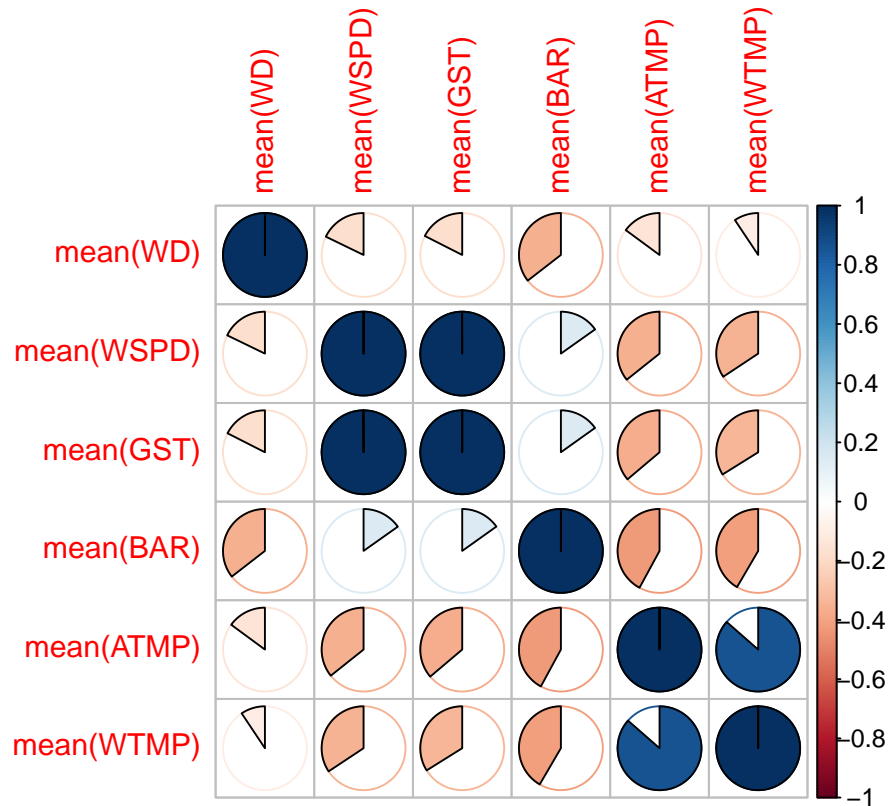 mean(WD)
mean(WSPD)
mean(GST)
mean(BAR)
mean(ATMP)
mean(WTMP)
mean(WD)
mean(WSPD)
mean(GST)
mean(BAR)
mean(ATMP)
mean(WTMP)
1
0.8
0.6
0.4
0.2
0
−0.2
−0.4
−0.6
−0.8
−1